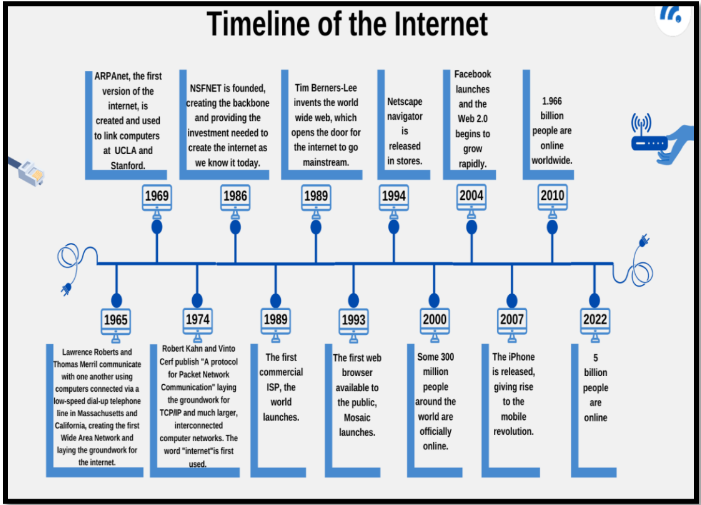 Timeline of the Internet
ARPAnet, the first
version of the
internet, is
created and used
to link computers
at UCLA and
Stanford.
NSFNET is founded,
creating the backbone
and providing the
investment needed to
create the internet as
we know it today.
Tim Berners-Lee
invents the world
wide web, which
opens the door for
the internet to go
mainstream.
Netscape
navigator
is
released
in stores.
Facebook
launches
and the
Web 2.0
begins to
grow
rapidly.
1.966
billion
people are
online
worldwide.
1969
1986
1989
1994
2004
2010
1965
1974
1989
1993
2000
2007
2022
Lawrence Roberts and
Thomas Merril communicate
with one another using
computers connected via a
low-speed dial-up telephone
line in Massachusetts and
California, creating the first
Wide Area Network and
laying the groundwork for
the internet.
Robert Kahn and Vinto
Cerf publish "A protocol
for Packet Network
Communication" laying
the groundwork for
TCP/IP and much larger,
interconnected
computer networks. The
word "internet"is first
used.
The first
commercial
ISP, the
world
launches.
The first web
browser
available to
the public,
Mosaic
launches.
Some 300
million
people
around the
world are
officially
online.
The iPhone
is released,
giving rise
to the
mobile
revolution.
5
billion
people
are
online